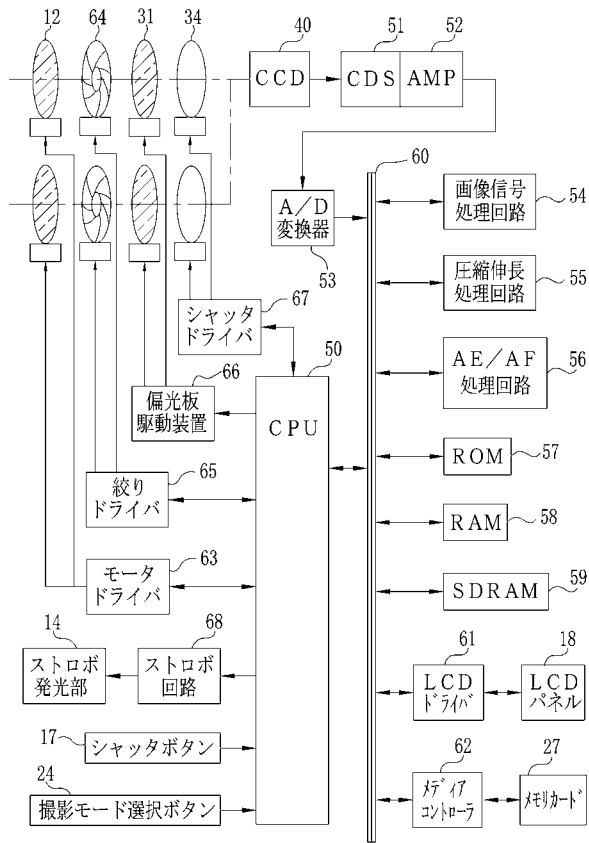 12
64
31
34
40
51
52
CCD
CDS
AMP
60
A/D
変換器
53
画像信号
処理回路
54
圧縮伸長
処理回路
55
67
シャッタ
ドライバ
50
AE/AF
処理回路
56
66
偏光板
駆動装置
CPU
ROM
57
65
絞り
ドライバ
RAM
58
63
モータ
ドライバ
SDRAM
59
14
ストロボ
発光部
68
ストロボ
回路
61
LCD
ドライバ
18
LCD
パネル
17
シャッタボタン
24
撮影モード選択ボタン
62
メディア
コントローラ
27
メモリカード